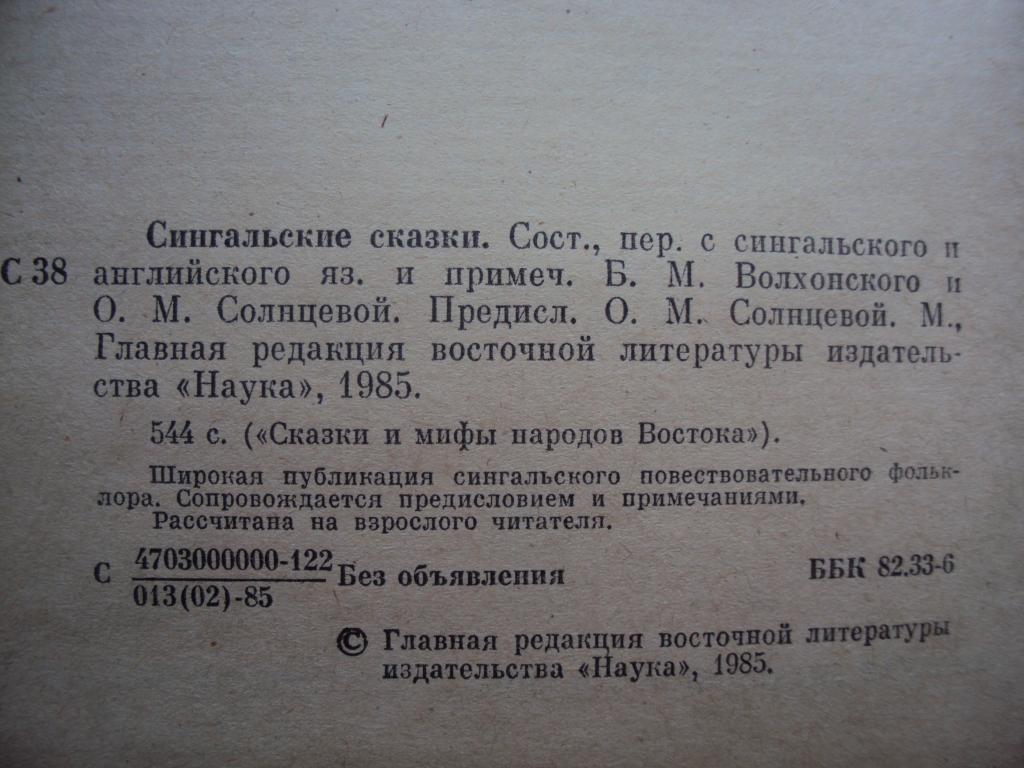 Сингальские сказки. Сост., пер. с сингальского и
С 38 английского яз. и примеч. Б. М. Волхонского и
О. М. Солнцевой. Предисл. О. М. Солнцевой. М.,
Главная редакция восточной литературы издатель-
ства «Наука», 1985.
544 с. («Сказки и мифы народов Востока»).
Широкая публикация сингальского повествовательного фольк-
лора. Сопровождается предисловием и примечаниями.
Рассчитана на взрослого читателя.
С 4703000000-122 Без объявления ББК 82.33-6
013(02)-85
© Главная редакция восточной литературы
издательства «Наука», 1985.